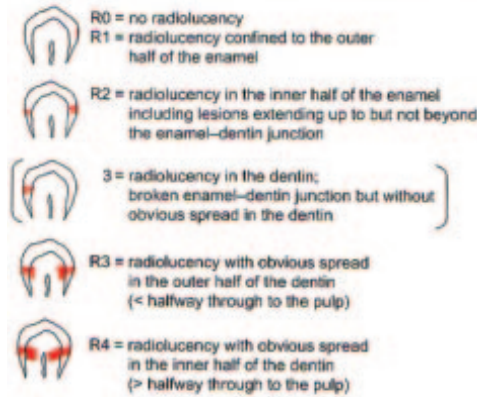 R0 = no radiolucency
R1 = radiolucency confined to the outer
half of the enamel
R2 = radiolucency in the inner half of the enamel
including lesions extending up to but not beyond
the enamel–dentin junction
3 = radiolucency in the dentin;
broken enamel–dentin junction but without
obvious spread in the dentin
R3 = radiolucency with obvious spread
in the outer half of the dentin
(< halfway through to the pulp)
R4 = radiolucency with obvious spread
in the inner half of the dentin
(> halfway through to the pulp)